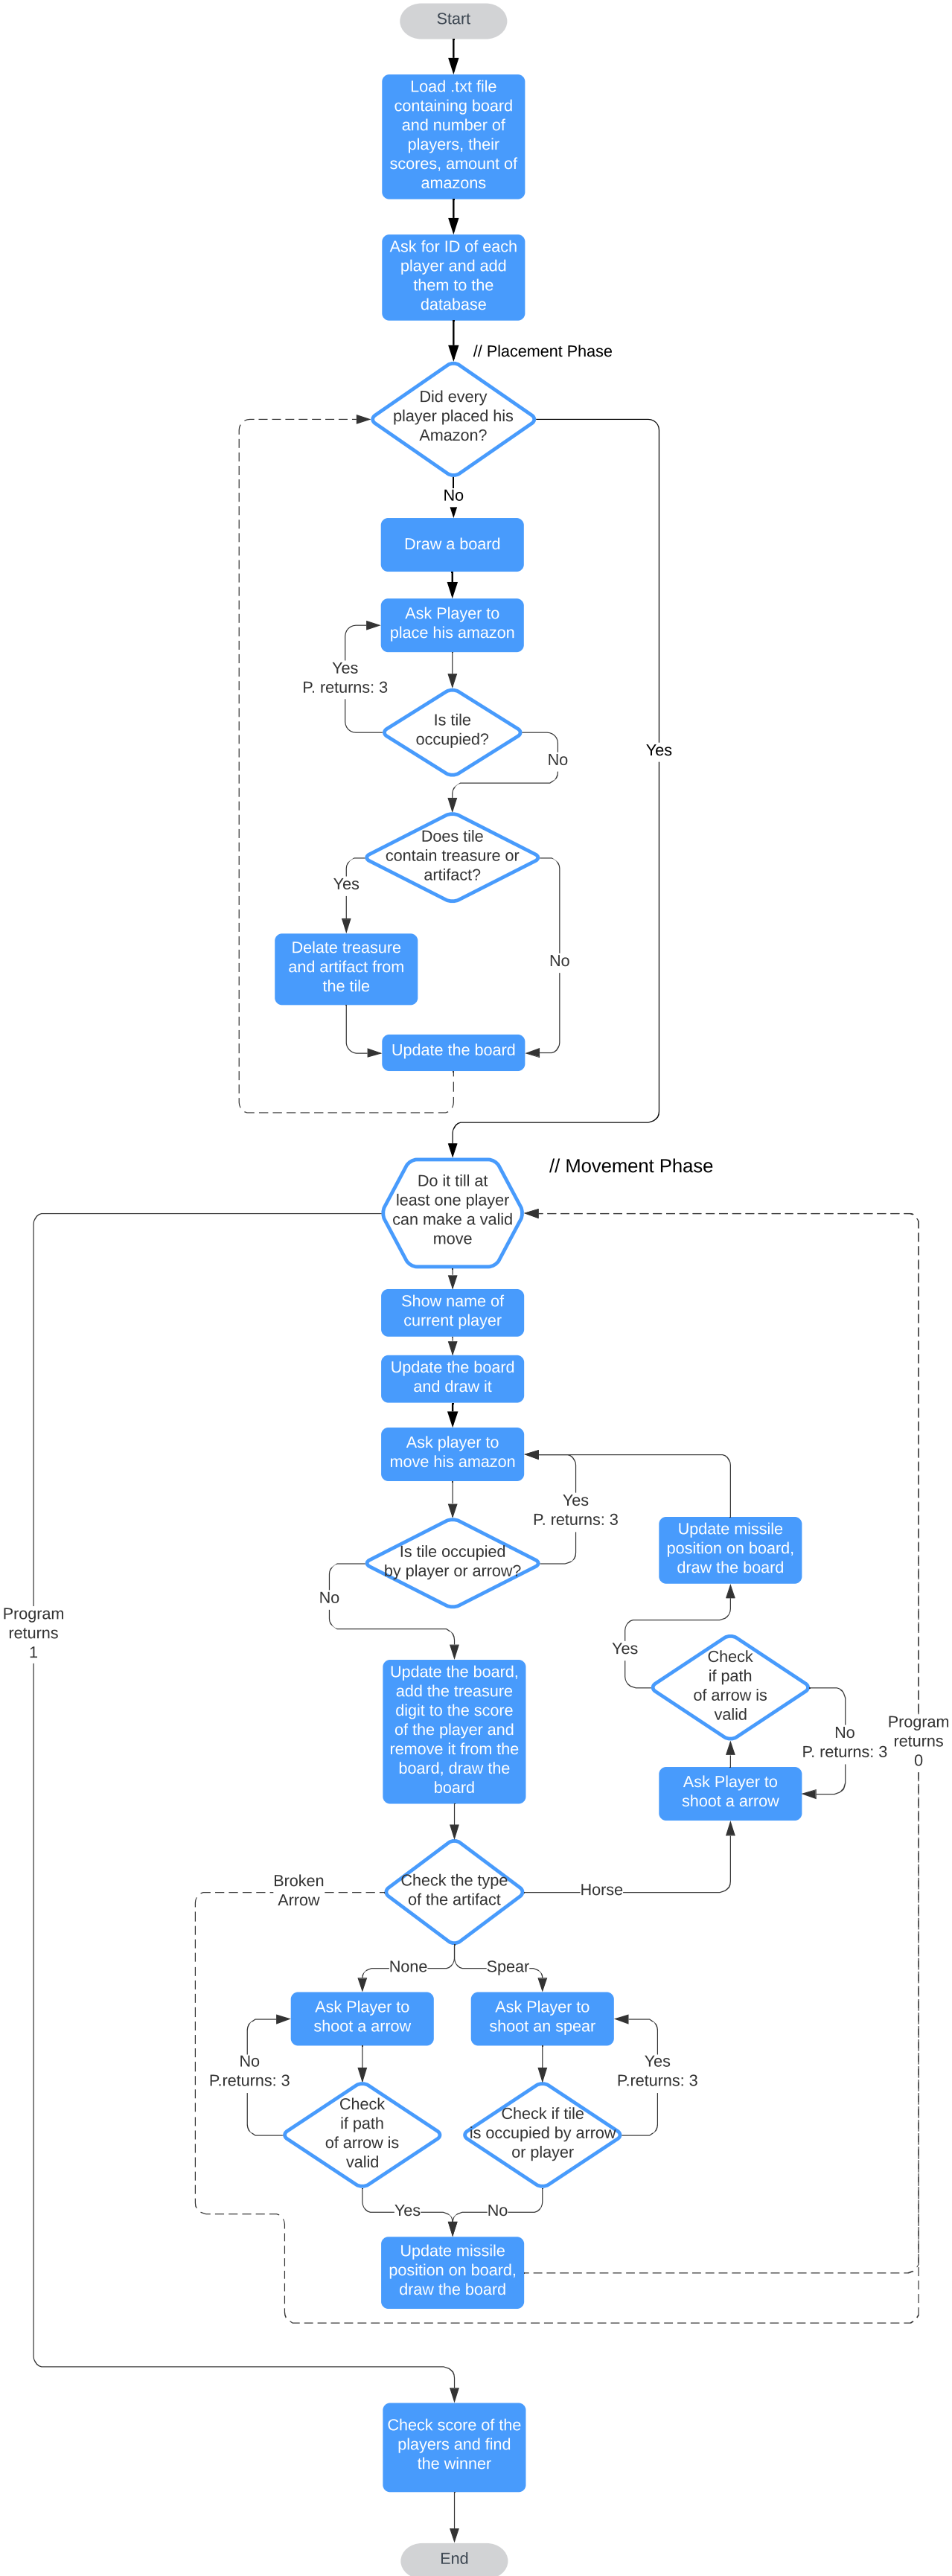 Start
Load .txt file
containing board
and number of
players, their
scores, amount of
amazons
Ask for ID of each
player and add
them to the
database
// Placement Phase
Did every
player placed his
Amazon?
No
Draw a board
Ask Player to
place his amazon
Yes
P. returns: 3
Is tile
occupied?
No
Yes
Does tile
contain treasure or
artifact?
Yes
Delate treasure
and artifact from
the tile
No
Update the board
// Movement Phase
Do it till at
least one player
can make a valid
move
Show name of
current player
Update the board
and draw it
Ask player to
move his amazon
Yes
P. returns: 3
Is tile occupied
by player or arrow?
No
Update missile
position on board,
draw the board
Program
returns
1
Yes
Check
if path
of arrow is
valid
No
P. returns: 3
Program
returns
0
Update the board,
add the treasure
digit to the score
of the player and
remove it from the
board, draw the
board
Ask Player to
shoot a arrow
Check the type
of the artifact
Broken
Arrow
Horse
None
Spear
Ask Player to
shoot a arrow
Ask Player to
shoot an spear
No
P.returns: 3
Yes
P.returns: 3
Check
if path
of arrow is
valid
Check if tile
is occupied by arrow
or player
Yes
No
Update missile
position on board,
draw the board
Check score of the
players and find
the winner
End